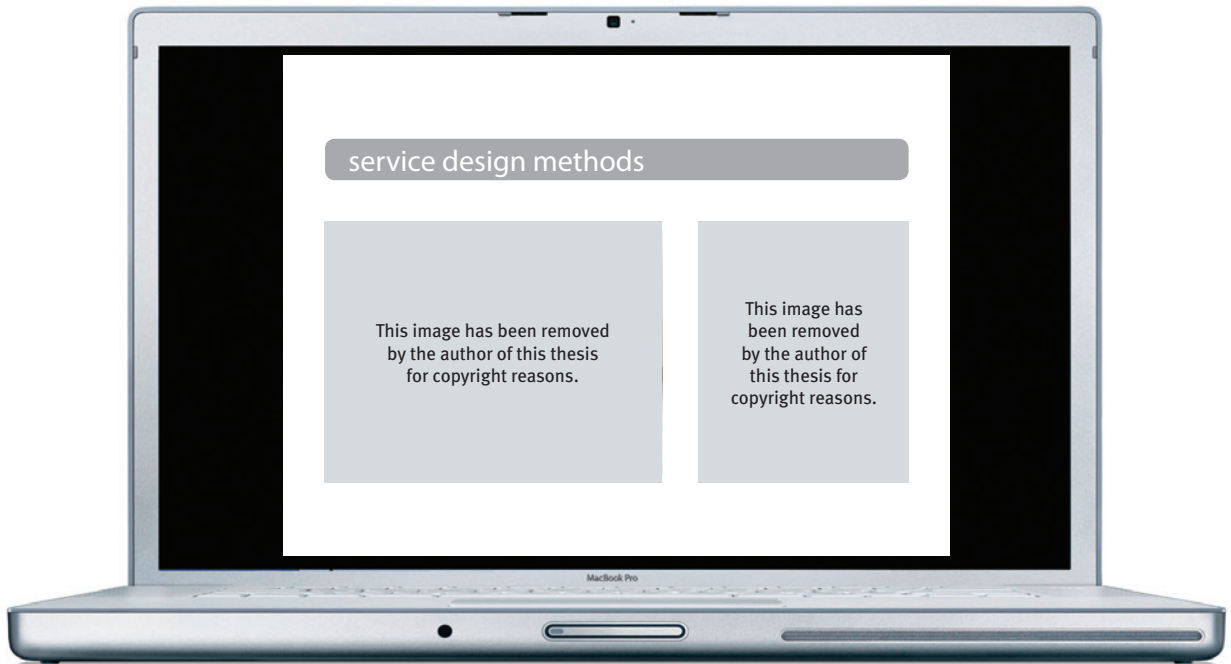 service design methods
This image has been removed
by the author of this thesis
for copyright reasons.
This image has
been removed
by the author of
this thesis for
copyright reasons.
MacBook Pro